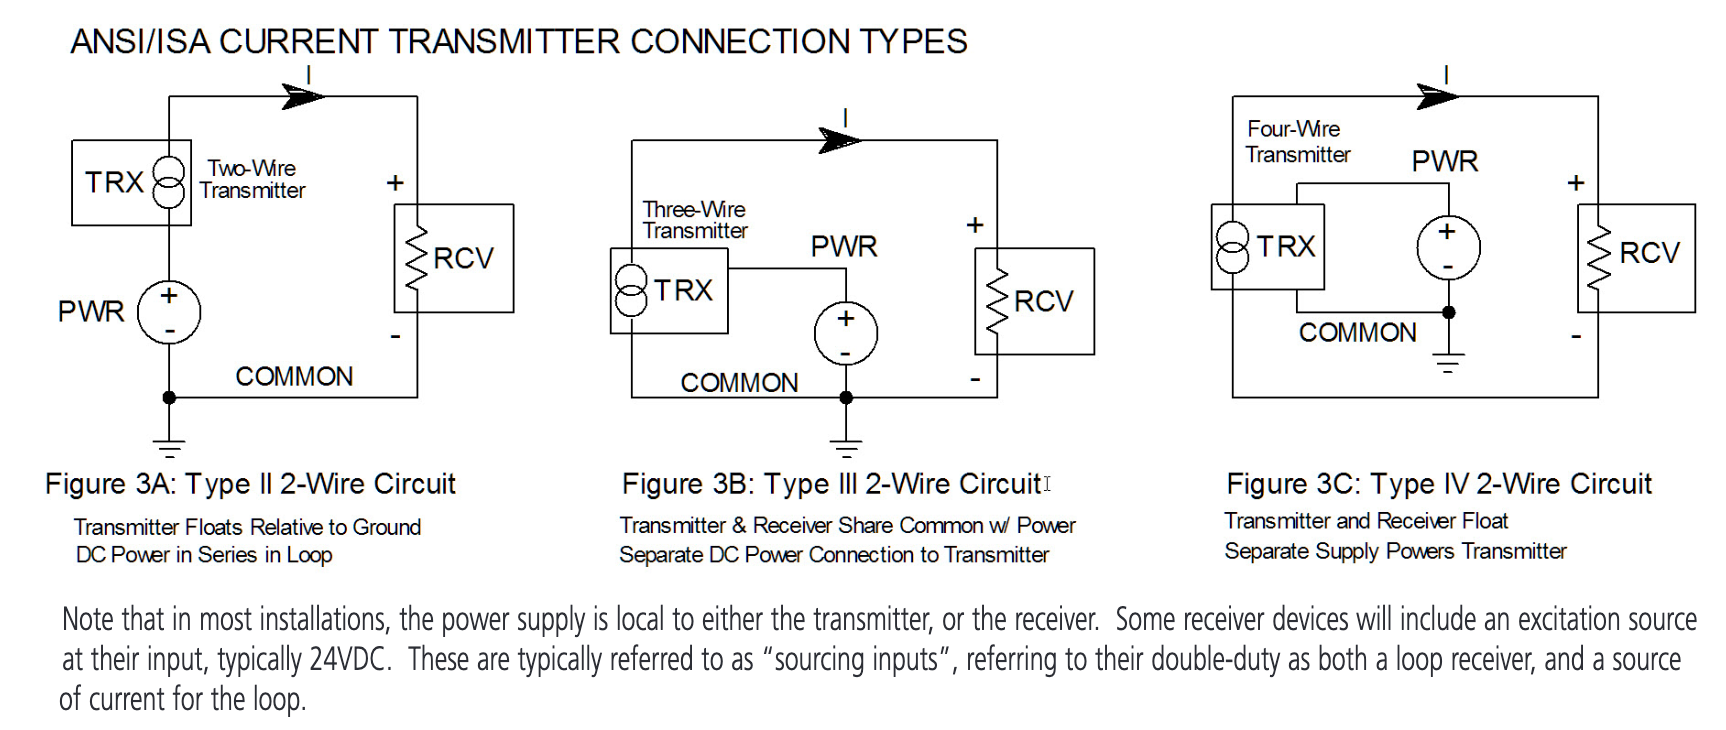 ANSI/ISA CURRENT TRANSMITTER CONNECTION TYPES
I
TRX
Two-Wire
Transmitter
+
RCV
PWR
+
-
-
COMMON
Figure 3A: Type II 2-Wire Circuit
Transmitter Floats Relative to Ground
DC Power in Series in Loop
I
Three-Wire
Transmitter
+
PWR
TRX
RCV
+
-
COMMON
-
Figure 3B: Type III 2-Wire Circuit
Transmitter & Receiver Share Common w/ Power
Separate DC Power Connection to Transmitter
I
Four-Wire
Transmitter
PWR
+
TRX
+
-
RCV
COMMON
-
Figure 3C: Type IV 2-Wire Circuit
Transmitter and Receiver Float
Separate Supply Powers Transmitter
Note that in most installations, the power supply is local to either the transmitter, or the receiver. Some receiver devices will include an excitation source
at their input, typically 24VDC. These are typically referred to as “sourcing inputs”, referring to their double-duty as both a loop receiver, and a source
of current for the loop.